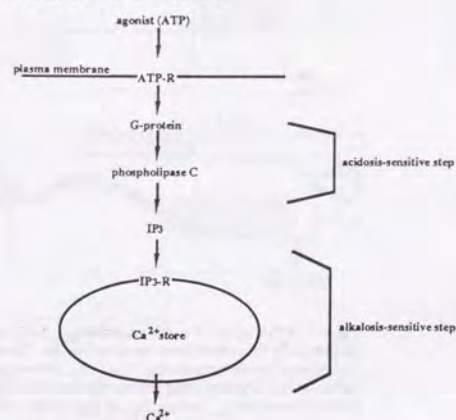 agonist (ATP)
plasma membrane
ATP-R
G-protein
acidosis-sensitive step
phospholipase C
IP3
IP3-R
alkalosis-sensitive step
Ca2+store
Ca2+